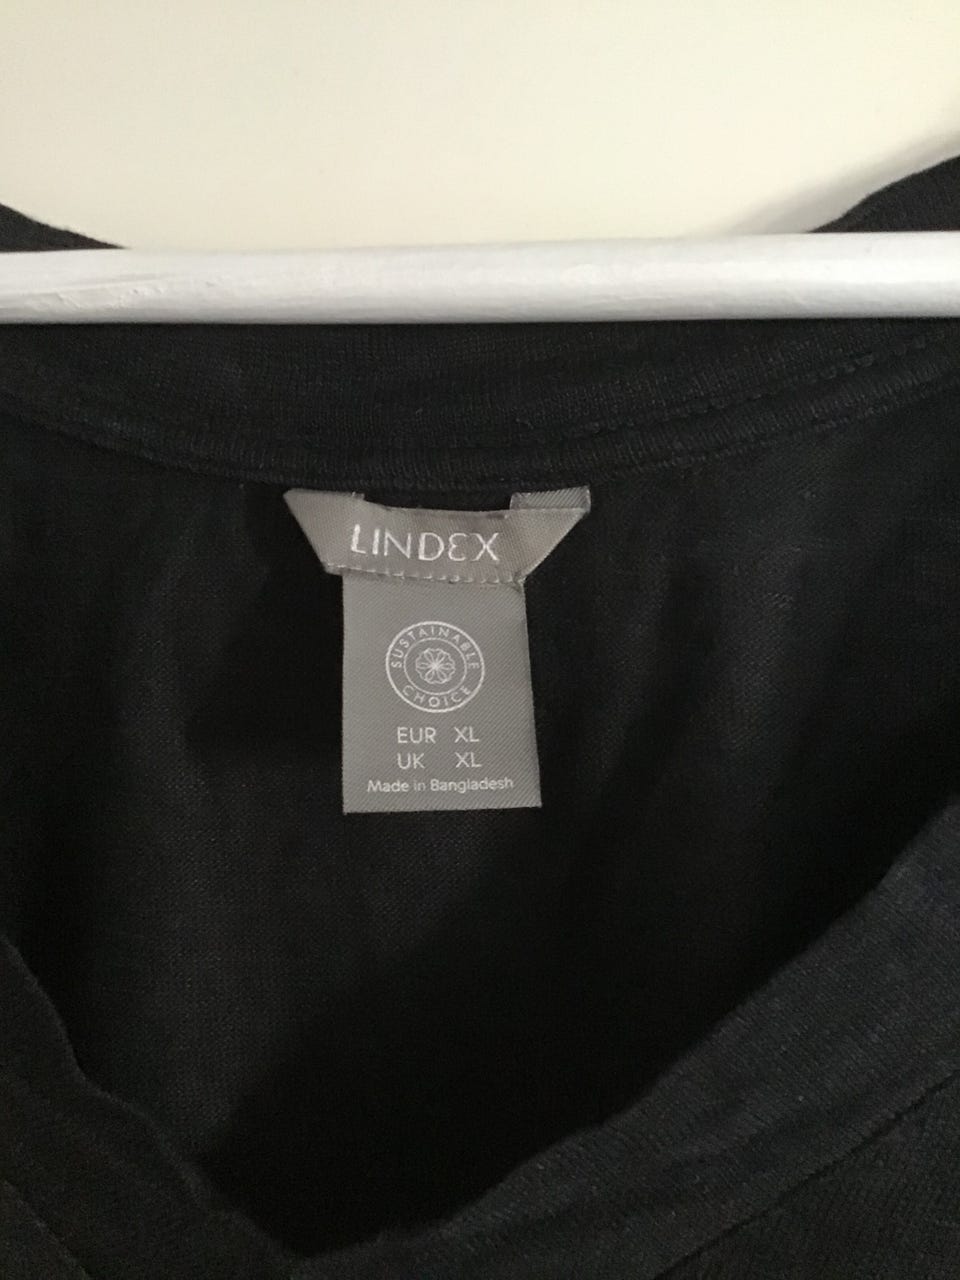 LINDEX
SUSTAINABLE
CHOICE
EUR XL
UK XL
Made in Bangladesh